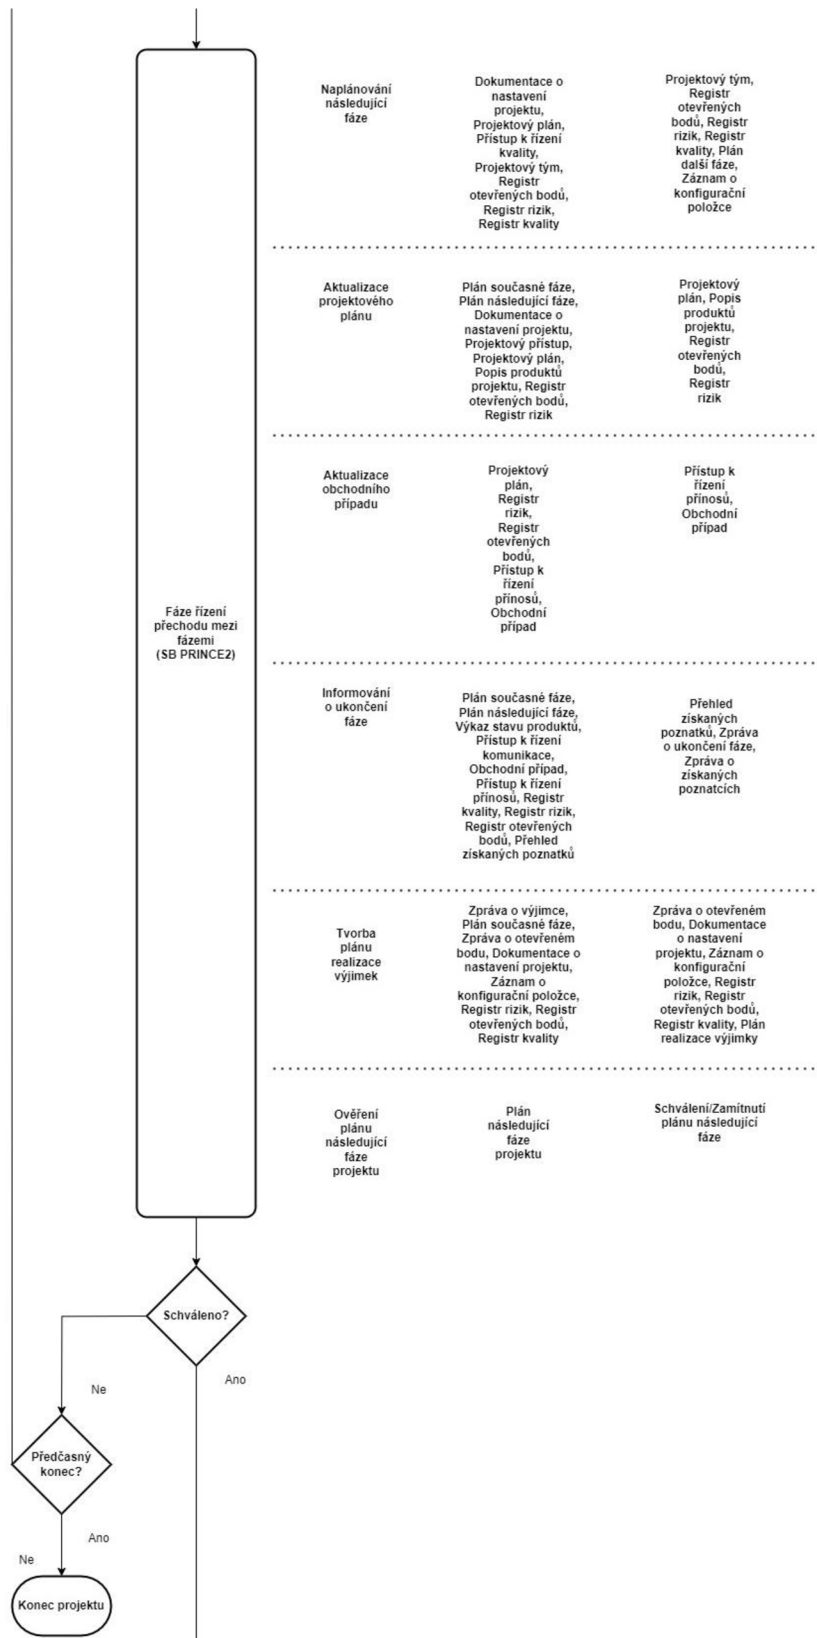 Naplánování
následující
fáze
Dokumentace o
nastavení
projektu,
Projektový plán,
Přístup k řízení
kvality,
Projektový tým,
Registr
otevřených bodů,
Registr rizik,
Registr kvality
Projektový tým,
Registr
otevřených
bodů, Registr
rizik, Registr
kvality, Plán
další fáze,
Záznam o
konfigurační
položce
Aktualizace
projektového
plánu
Plán současné fáze,
Plán následující fáze,
Dokumentace o
nastavení projektu,
Projektový přístup,
Projektový plán,
Popis produktů
projektu, Registr
otevřených bodů,
Registr rizik
Projektový
plán, Popis
produktů
projektu,
Registr
otevřených
bodů,
Registr
rizik
Aktualizace
obchodního
případu
Projektový
plán,
Registr
rizik,
Registr
otevřených
bodů,
Přístup k
řízení
přínosů,
Obchodní
případ
Přístup k
řízení
přínosů,
Obchodní
případ
Fáze řízení
přechodu mezi
fázemi
(SB PRINCE2)
Informování
o ukončení
fáze
Plán současné fáze,
Plán následující fáze,
Výkaz stavu produktů,
Přístup k řízení
komunikace,
Obchodní případ,
Přístup k řízení
přínosů, Registr
kvality, Registr rizik,
Registr otevřených
bodů, Přehled
získaných poznatků
Přehled
získaných
poznatků, Zpráva
o ukončení fáze,
Zpráva o
získaných
poznatcích
Tvorba
plánu
realizace
výjimek
Zpráva o výjimce,
Plán současné fáze,
Zpráva o otevřeném
bodu, Dokumentace o
nastavení projektu,
Záznam o
konfigurační položce,
Registr rizik, Registr
otevřených bodů,
Registr kvality
Zpráva o otevřeném
bodu, Dokumentace
o nastavení
projektu, Záznam o
konfigurační
položce, Registr
rizik, Registr
otevřených bodů,
Registr kvality, Plán
realizace výjimky
Ověření
plánu
následující
fáze
projektu
Plán
následující
fáze
projektu
Schválení/Zamítnutí
plánu následující
fáze
Schváleno?
Ano
Ne
Předčasný
konec?
Ano
Ne
Konec projektu